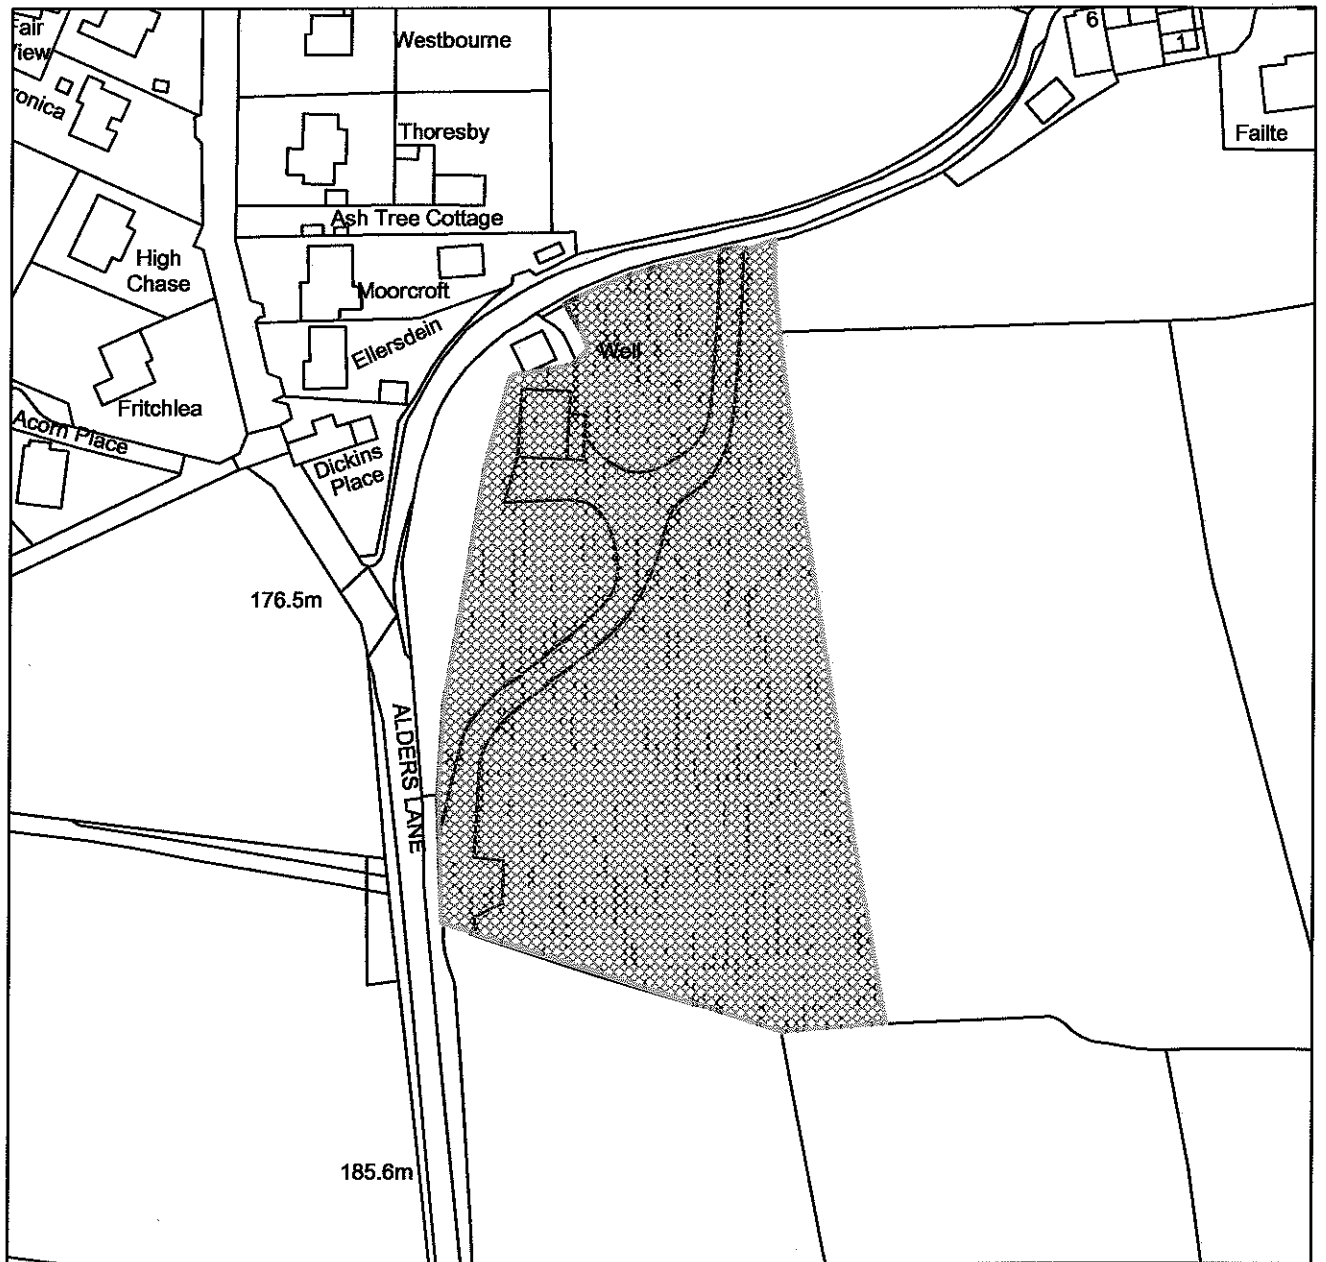 Fair
View
ronica
Westbourne
6
1
Thoresby
Failte
Ash Tree Cottage
High
Chase
Moorcroft
Ellersdein
Well
Fritchlea
Acorn Place
Dickins
Place
176.5m
ALDERS LANE
185.6m